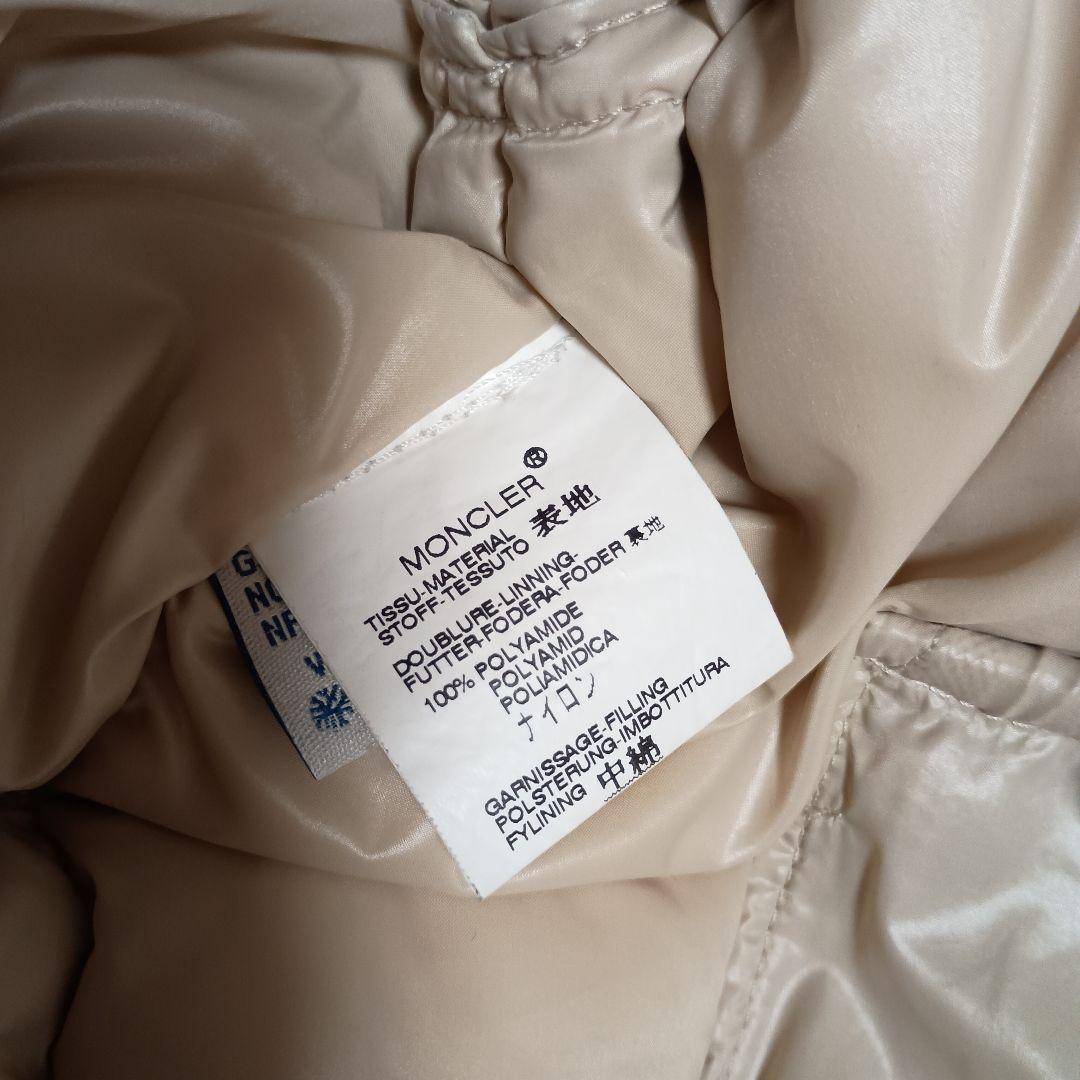 MONCLER®
TISSU-MATERIAL
STOFF-TESSUTO 表地
DOUBLURE-LINNING-
FUTTER-FODERA-FODER 裏地
100% POLYAMIDE
POLYAMID
POLIAMIDICA
ナイロン
GARNISSAGE-FILLING
POLSTERUNG-IMBOTTITURA
FYLINING 中綿